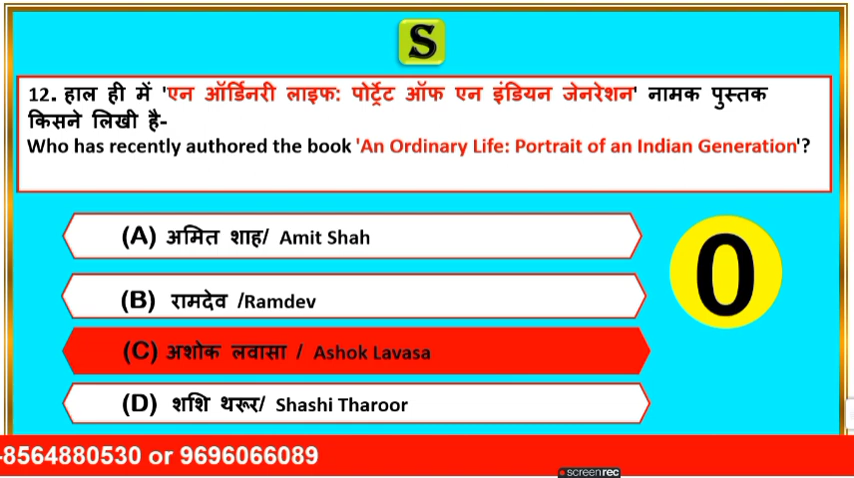 S
12. हाल ही में 'एन ऑर्डिनरी लाइफ: पोर्ट्रेट ऑफ एन इंडियन जेनरेशन' नामक पुस्तक
किसने लिखी है-
Who has recently authored the book 'An Ordinary Life: Portrait of an Indian Generation'?
(A) अमित शाह/ Amit Shah
0
(B) रामदेव /Ramdev
(C) अशोक लवासा / Ashok Lavasa
(D) शशि थरूर/ Shashi Tharoor
-8564880530 or 9696066089
screenrec